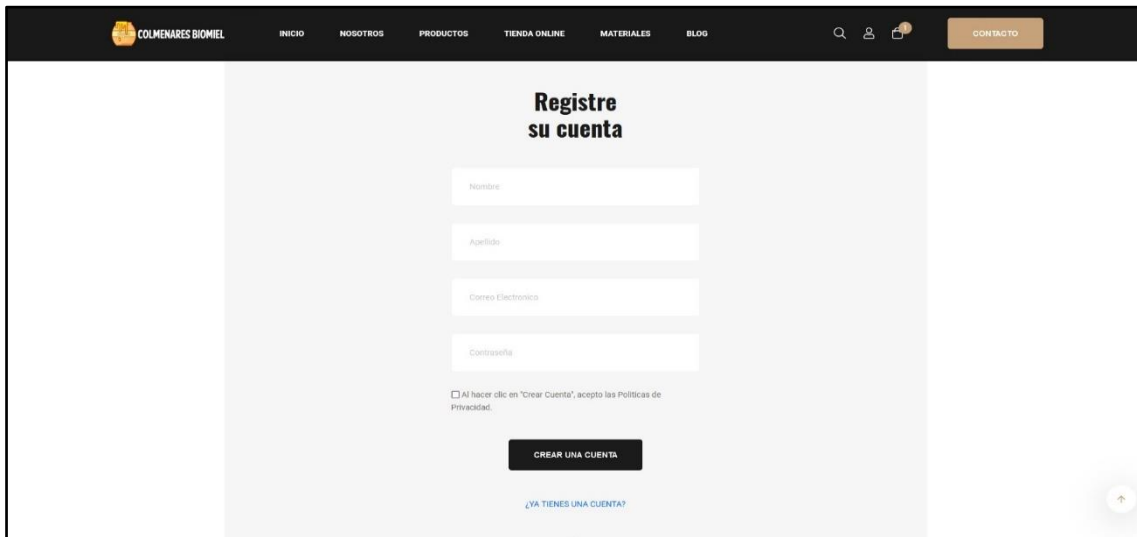 COLMENARES BIOMIEL
INICIO
NOSOTROS
PRODUCTOS
TIENDA ONLINE
MATERIALES
BLOG
1
CONTACTO
Registre
su cuenta
Nombre
Apellido
Correo Electronico
Contraseña
Al hacer clic en "Crear Cuenta", acepto las Politicas de
Privacidad.
CREAR UNA CUENTA
¿YA TIENES UNA CUENTA?